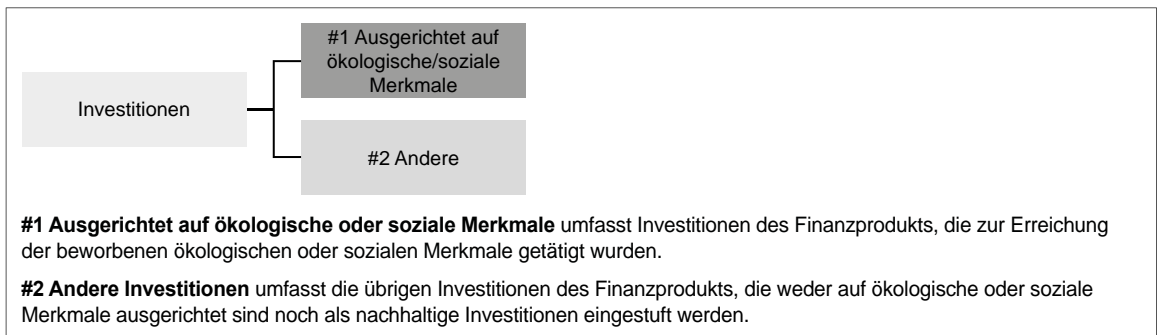 #1 Ausgerichtet auf
ökologische/soziale
Merkmale
Investitionen
#2 Andere
#1 Ausgerichtet auf ökologische oder soziale Merkmale umfasst Investitionen des Finanzprodukts, die zur Erreichung
der beworbenen ökologischen oder sozialen Merkmale getätigt wurden.
#2 Andere Investitionen umfasst die übrigen Investitionen des Finanzprodukts, die weder auf ökologische oder soziale
Merkmale ausgerichtet sind noch als nachhaltige Investitionen eingestuft werden.